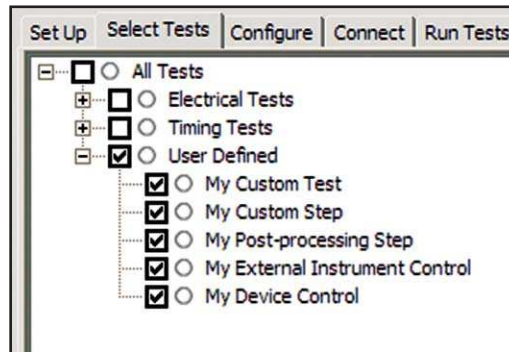 Set Up Select Tests Configure Connect Run Tests
All Tests
Electrical Tests
Timing Tests
User Defined
My Custom Test
My Custom Step
My Post-processing Step
My External Instrument Control
My Device Control